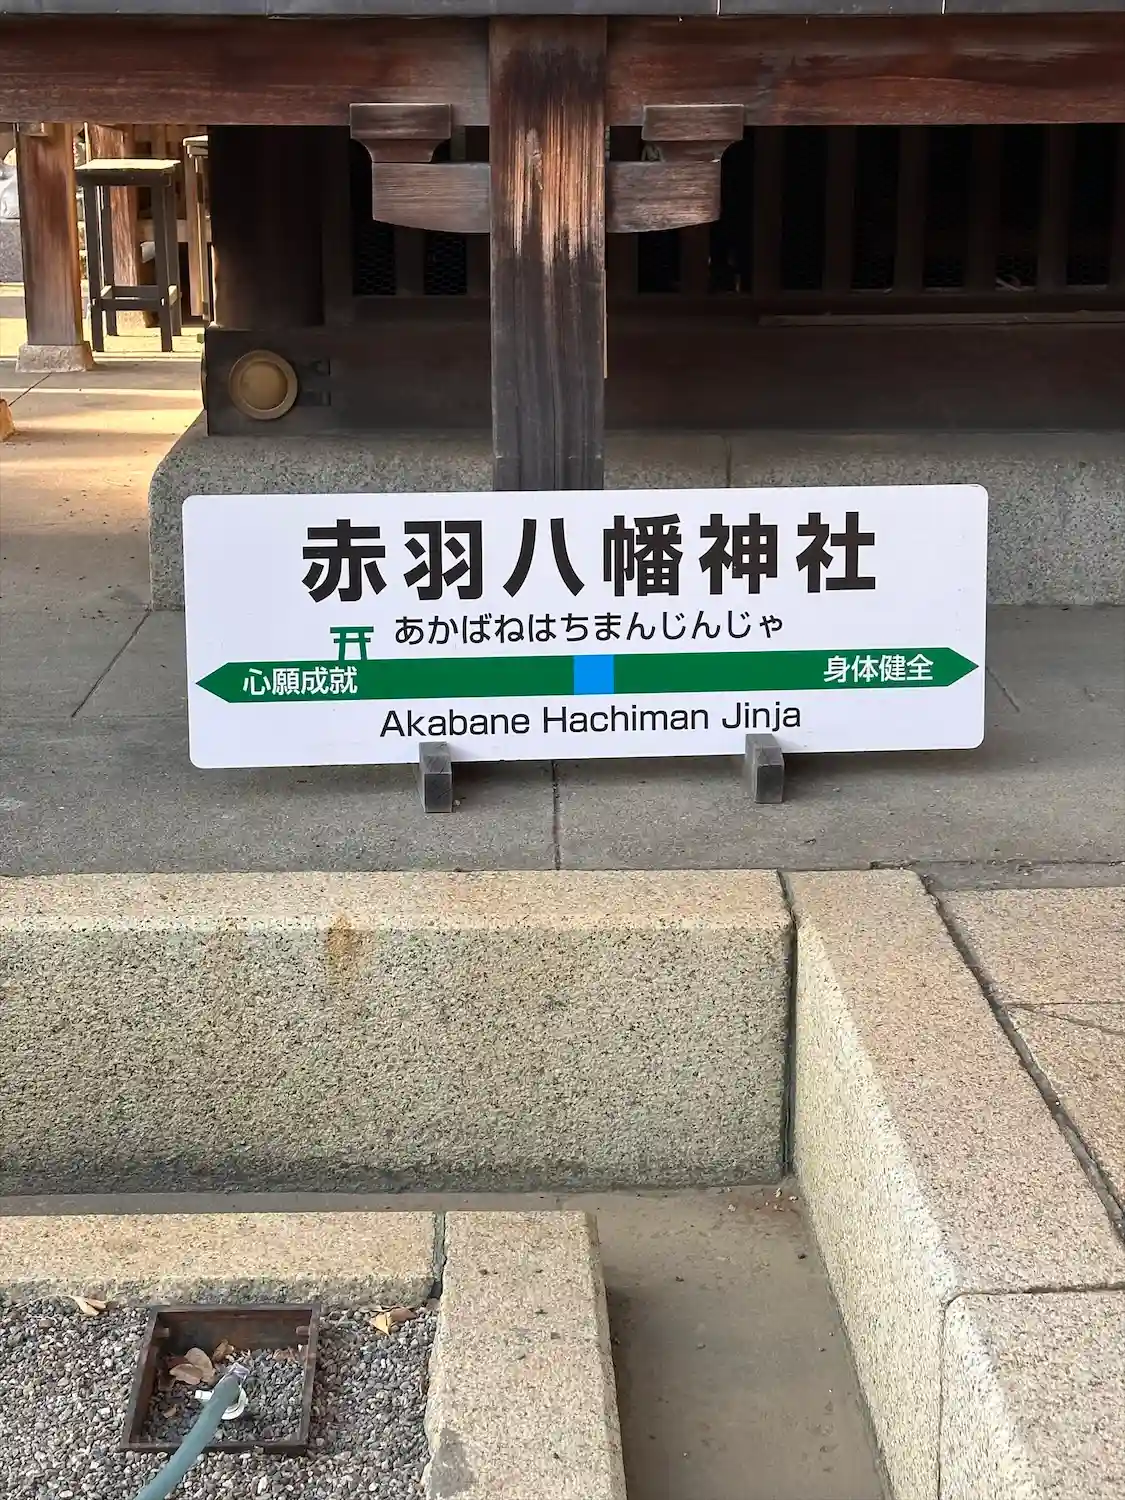 赤羽八幡神社
あかばねはちまんじんじゃ
心願成就 身体健全
Akabane Hachiman Jinja